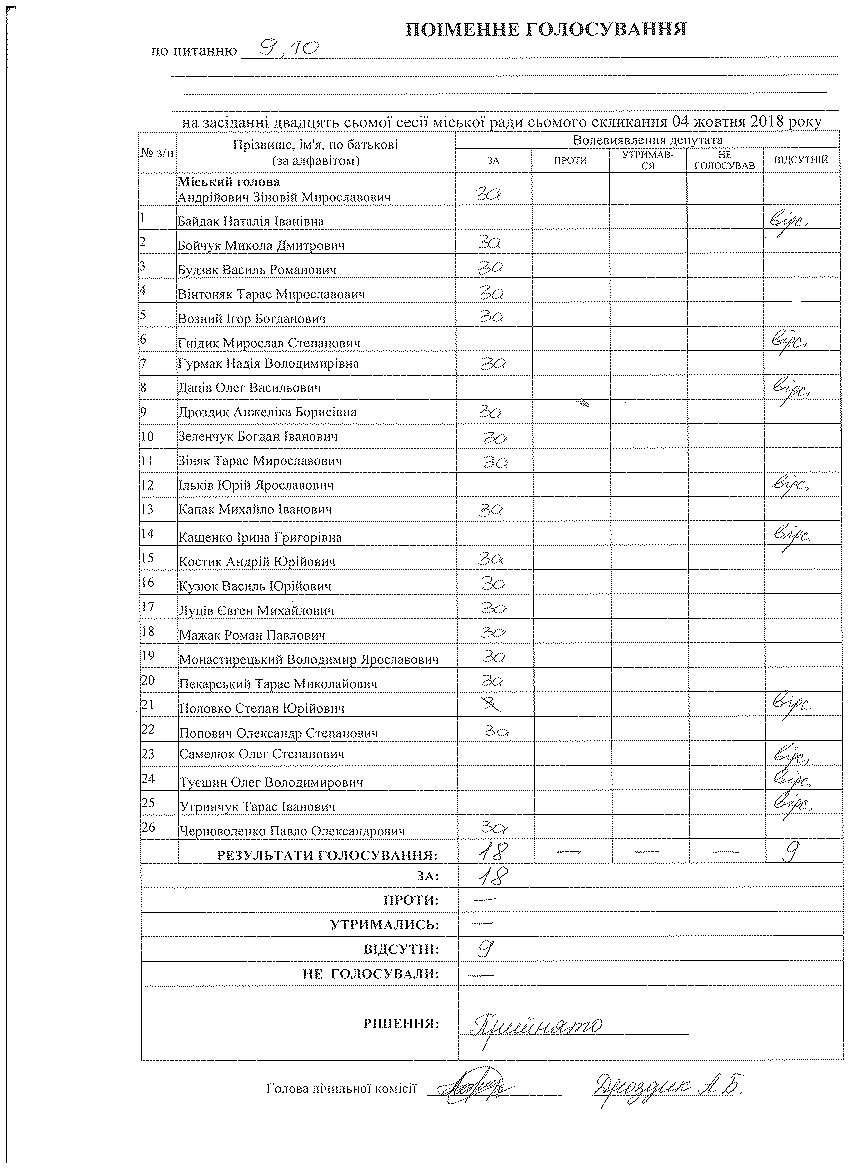 ПОІМЕННЕ ГОЛОСУВАННЯ
по питанню 9,10
на засіданні двадцять сьомої сесії міської ради сьомого скликання 04 жовтня 2018 року
№ з/п Прізвище, ім'я, по батькові (за алфавітом) Волевиявлення депутата
ЗА ПРОТИ УТРИМАВ-СЯ НЕ ГОЛОСУВАВ ВІДСУТНІЙ
Міський голова
Андрійович Зіновій Мирославович за
1 Байдак Наталія Іванівна відс.
2 Бойчук Микола Дмитрович за
3 Будзяк Василь Романович за
4 Вінтоняк Тарас Мирославович за
5 Возний Ігор Богданович за
6 Гнідик Мирослав Степанович відс.
7 Гурмак Надія Володимирівна за
8 Даців Олег Васильович відс.
9 Дроздик Анжеліка Борисівна за
10 Зеленчук Богдан Іванович за
11 Зіняк Тарас Мирославович за
12 Ільків Юрій Ярославович відс.
13 Капак Михайло Іванович за
14 Кащенко Ірина Григорівна відс.
15 Костик Андрій Юрійович за
16 Кузюк Василь Юрійович за
17 Луців Євген Михайлович за
18 Мажак Роман Павлович за
19 Монастирецький Володимир Ярославович за
20 Пекарський Тарас Миколайович за
21 Половко Степан Юрійович відс.
22 Попович Олександр Степанович за
23 Самелюк Олег Степанович відс.
24 Туєшин Олег Володимирович відс.
25 Угринчук Тарас Іванович відс.
26 Черноволенко Павло Олександрович за
РЕЗУЛЬТАТИ ГОЛОСУВАННЯ: 18 — — — 9
ЗА: 18
ПРОТИ: —
УТРИМАЛИСЬ: —
ВІДСУТНІ: 9
НЕ ГОЛОСУВАЛИ: —
РІШЕННЯ: Прийнято
Голова лічильної комісії Дроздик А.Б.